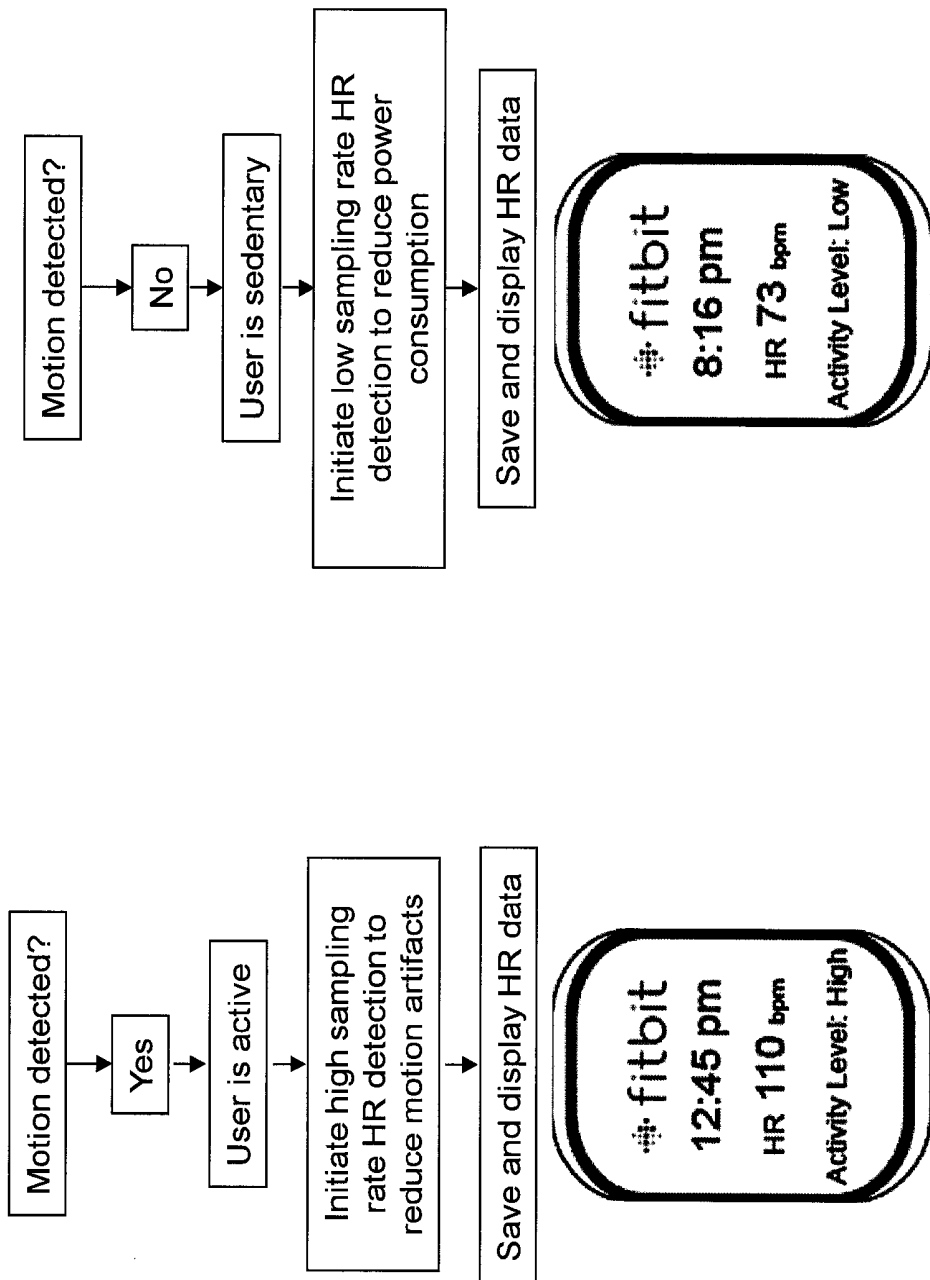 Motion detected?
Yes
User is active
Initiate high sampling
rate HR detection to
reduce motion artifacts
Save and display HR data
fitbit
12:45 pm
HR 110 bpm
Activity Level: High
Motion detected?
No
User is sedentary
Initiate low sampling rate HR
detection to reduce power
consumption
Save and display HR data
fitbit
8:16 pm
HR 73 bpm
Activity Level: Low